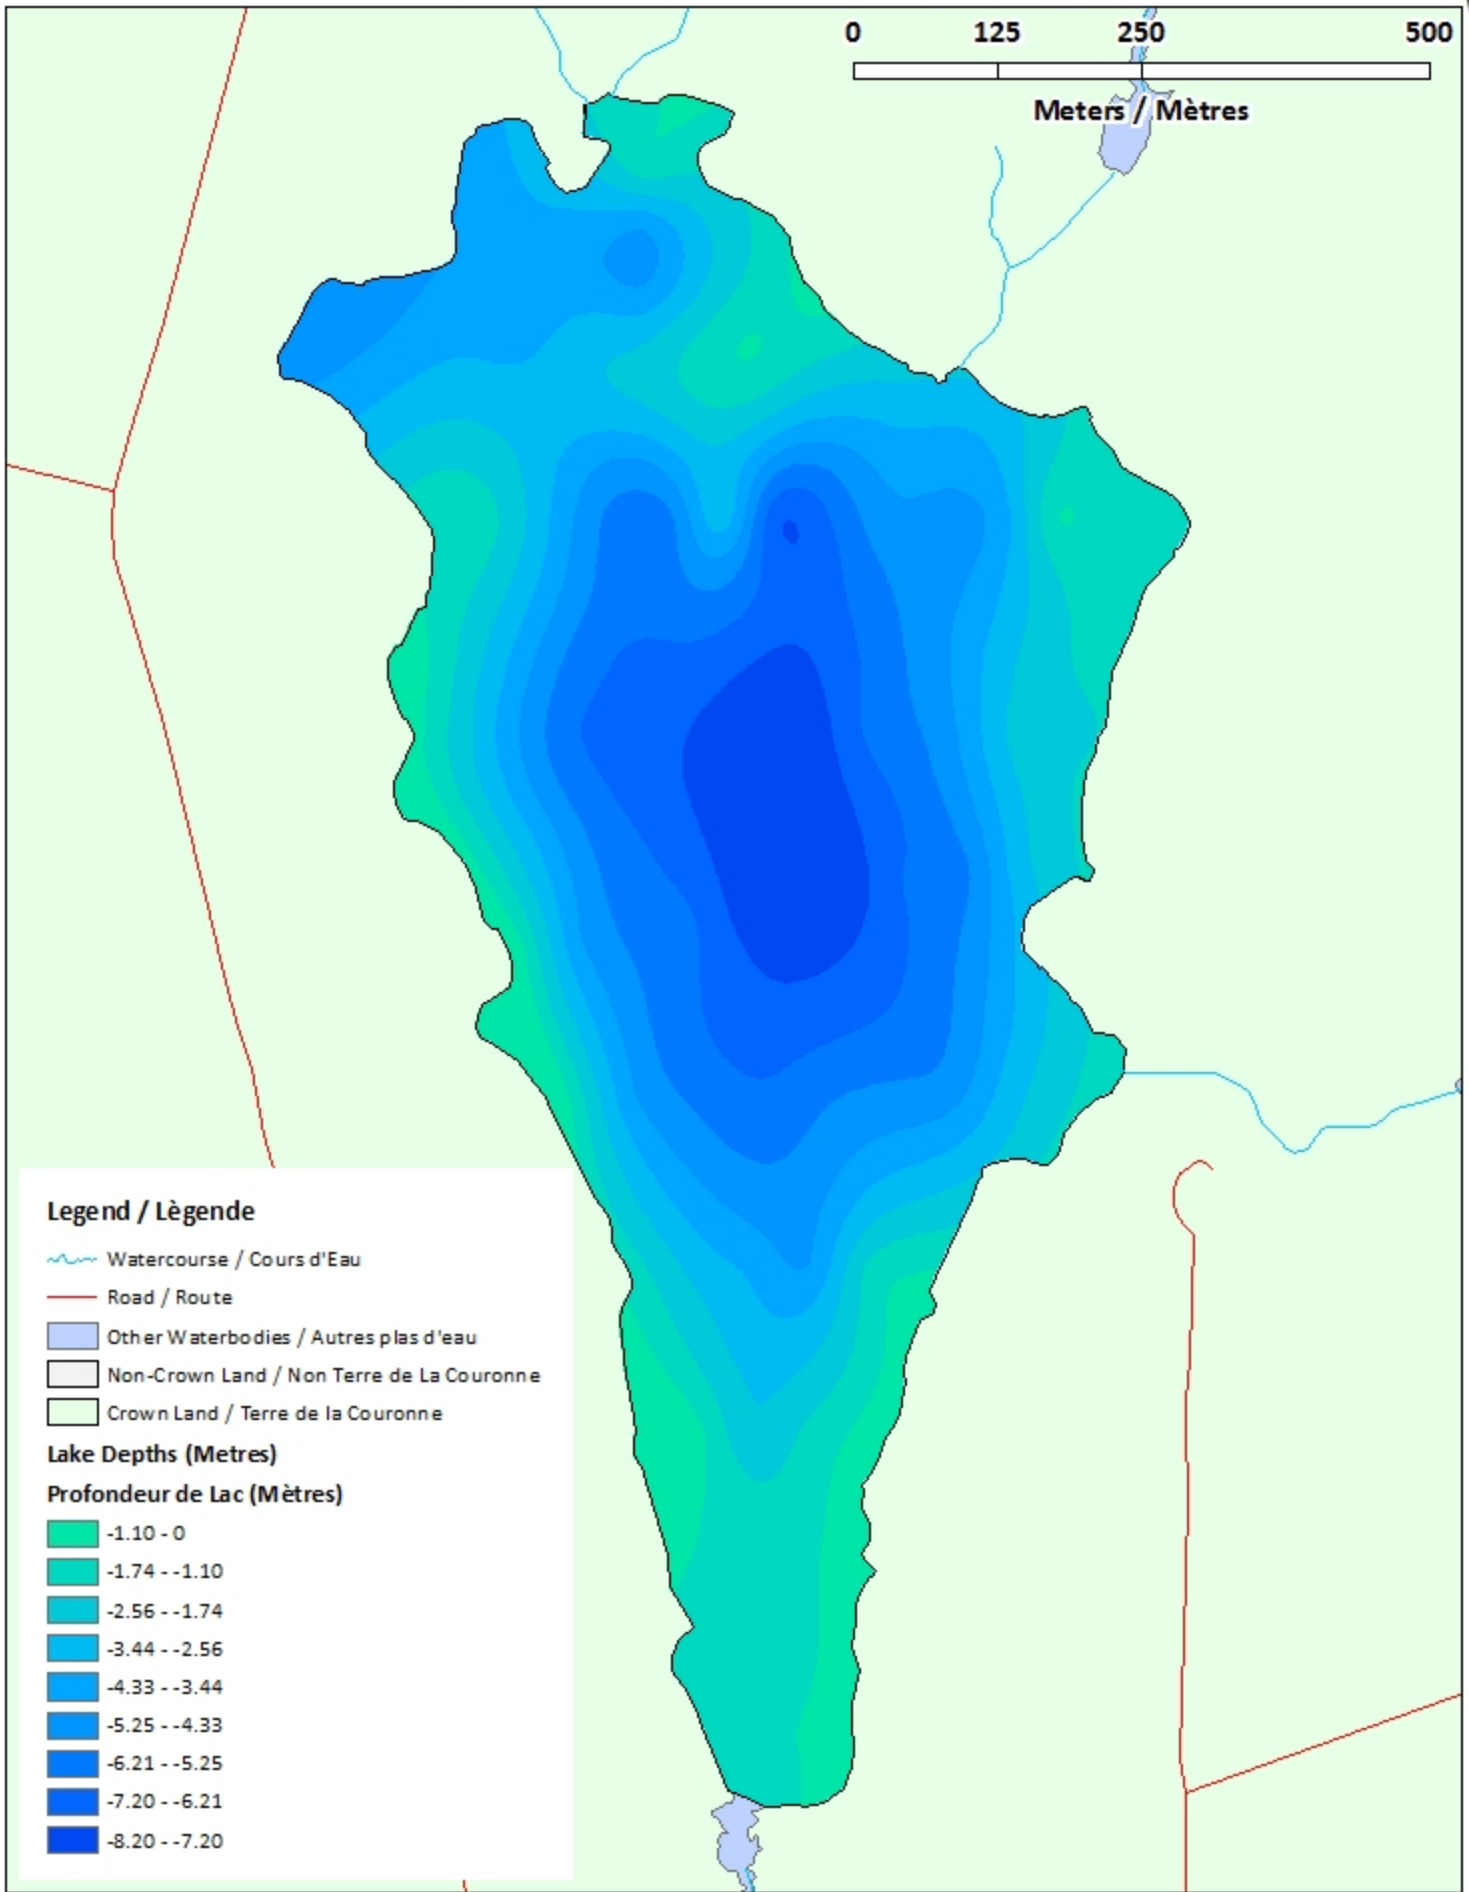 0 125 250 500
Meters / Mètres
Legend / Lègende
Watercourse / Cours d'Eau
Road / Route
Other Waterbodies / Autres plas d'eau
Non-Crown Land / Non Terre de La Couronne
Crown Land / Terre de la Couronne
Lake Depths (Metres)
Profondeur de Lac (Mètres)
-1.10 - 0
-1.74 - -1.10
-2.56 - -1.74
-3.44 - -2.56
-4.33 - -3.44
-5.25 - -4.33
-6.21 - -5.25
-7.20 - -6.21
-8.20 - -7.20